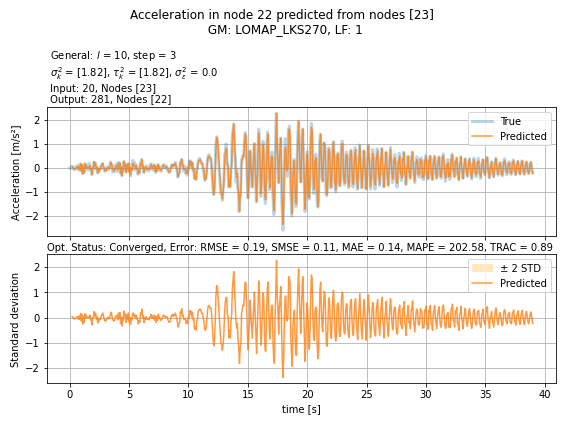 Acceleration in node 22 predicted from nodes [23]
GM: LOMAP_LKS270, LF: 1
General: l = 10, step = 3
σ²ₖ = [1.82], τ²ₖ = [1.82], σ²ε = 0.0
Input: 20, Nodes [23]
Output: 281, Nodes [22]
True
Predicted
Acceleration [m/s²]
2
1
0
−1
−2
Opt. Status: Converged, Error: RMSE = 0.19, SMSE = 0.11, MAE = 0.14, MAPE = 202.58, TRAC = 0.89
± 2 STD
Predicted
Standard deviation
2
1
0
−1
−2
0 5 10 15 20 25 30 35 40
time [s]